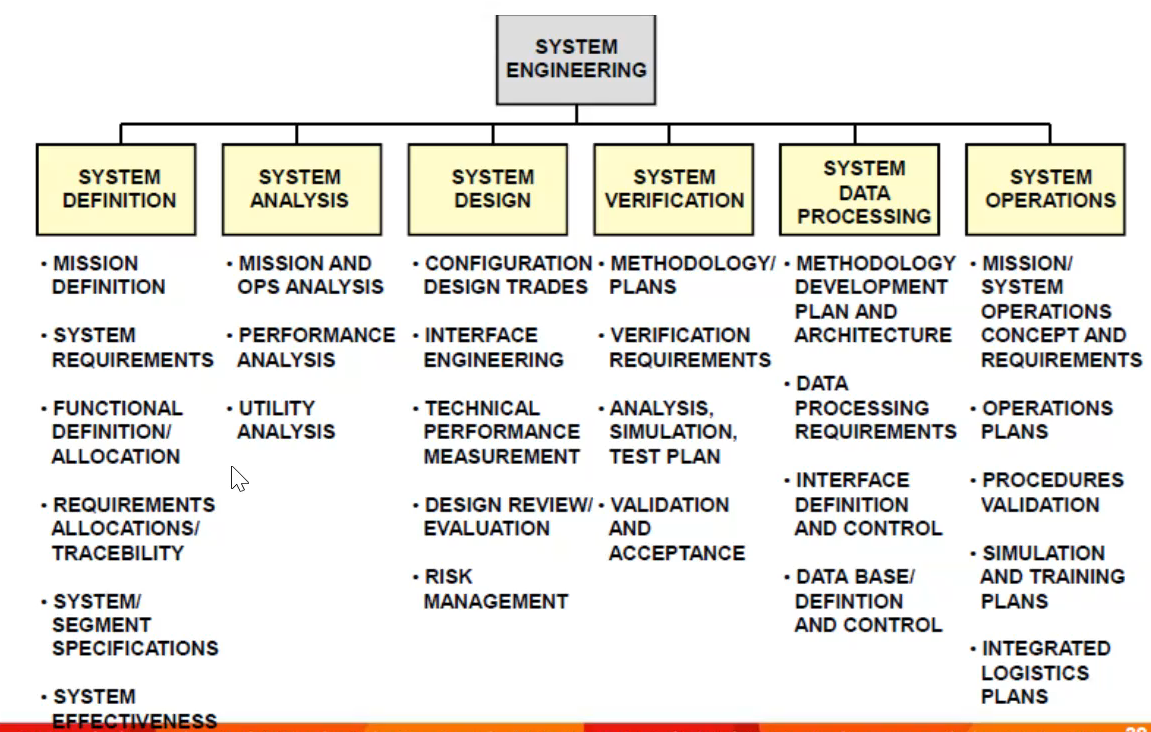 SYSTEM
ENGINEERING
SYSTEM
DEFINITION
• MISSION
DEFINITION
• SYSTEM
REQUIREMENTS
• FUNCTIONAL
DEFINITION/
ALLOCATION
• REQUIREMENTS
ALLOCATIONS/
TRACEBILITY
• SYSTEM/
SEGMENT
SPECIFICATIONS
• SYSTEM
EFFECTIVENESS
SYSTEM
ANALYSIS
• MISSION AND
OPS ANALYSIS
• PERFORMANCE
ANALYSIS
• UTILITY
ANALYSIS
SYSTEM
DESIGN
• CONFIGURATION
DESIGN TRADES
• INTERFACE
ENGINEERING
• TECHNICAL
PERFORMANCE
MEASUREMENT
• DESIGN REVIEW/
EVALUATION
• RISK
MANAGEMENT
SYSTEM
VERIFICATION
• METHODOLOGY/
PLANS
• VERIFICATION
REQUIREMENTS
• ANALYSIS,
SIMULATION,
TEST PLAN
• VALIDATION
AND
ACCEPTANCE
SYSTEM
DATA
PROCESSING
• METHODOLOGY
DEVELOPMENT
PLAN AND
ARCHITECTURE
• DATA
PROCESSING
REQUIREMENTS
• INTERFACE
DEFINITION
AND CONTROL
• DATA BASE/
DEFINTION
AND CONTROL
SYSTEM
OPERATIONS
• MISSION/
SYSTEM
OPERATIONS
CONCEPT AND
REQUIREMENTS
• OPERATIONS
PLANS
• PROCEDURES
VALIDATION
• SIMULATION
AND TRAINING
PLANS
• INTEGRATED
LOGISTICS
PLANS